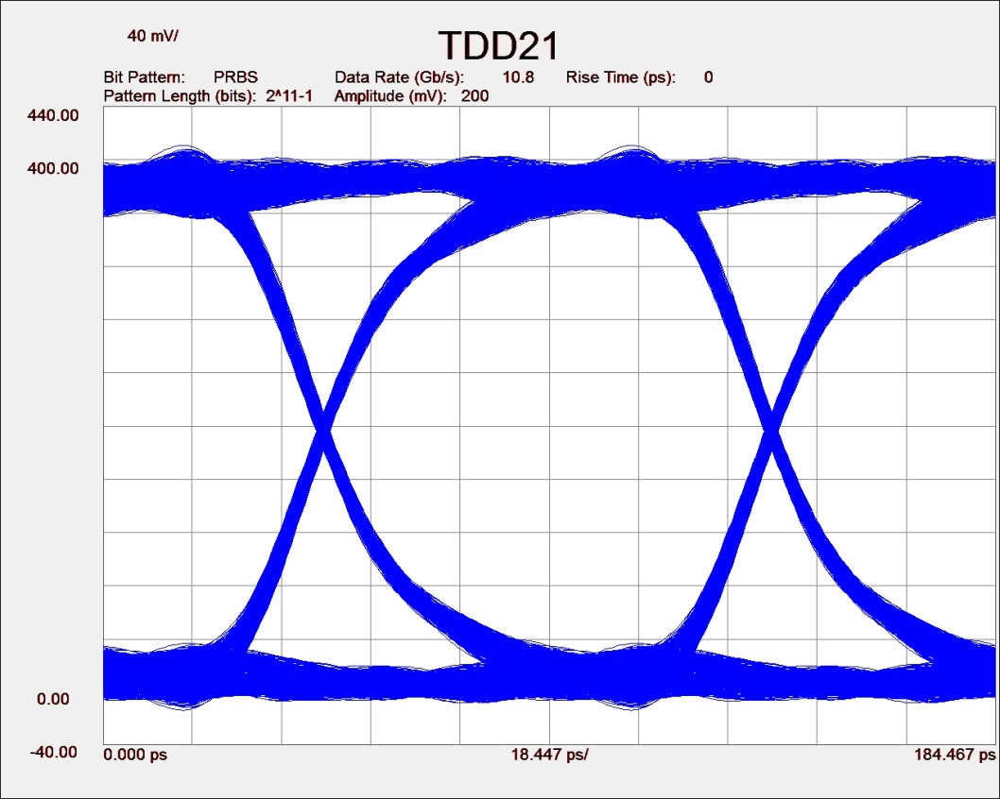 40 mV/
TDD21
Bit Pattern: PRBS Data Rate (Gb/s): 10.8 Rise Time (ps): 0
Pattern Length (bits): 2^11-1 Amplitude (mV): 200
440.00
400.00
0.00
-40.00
0.000 ps 18.447 ps/ 184.467 ps